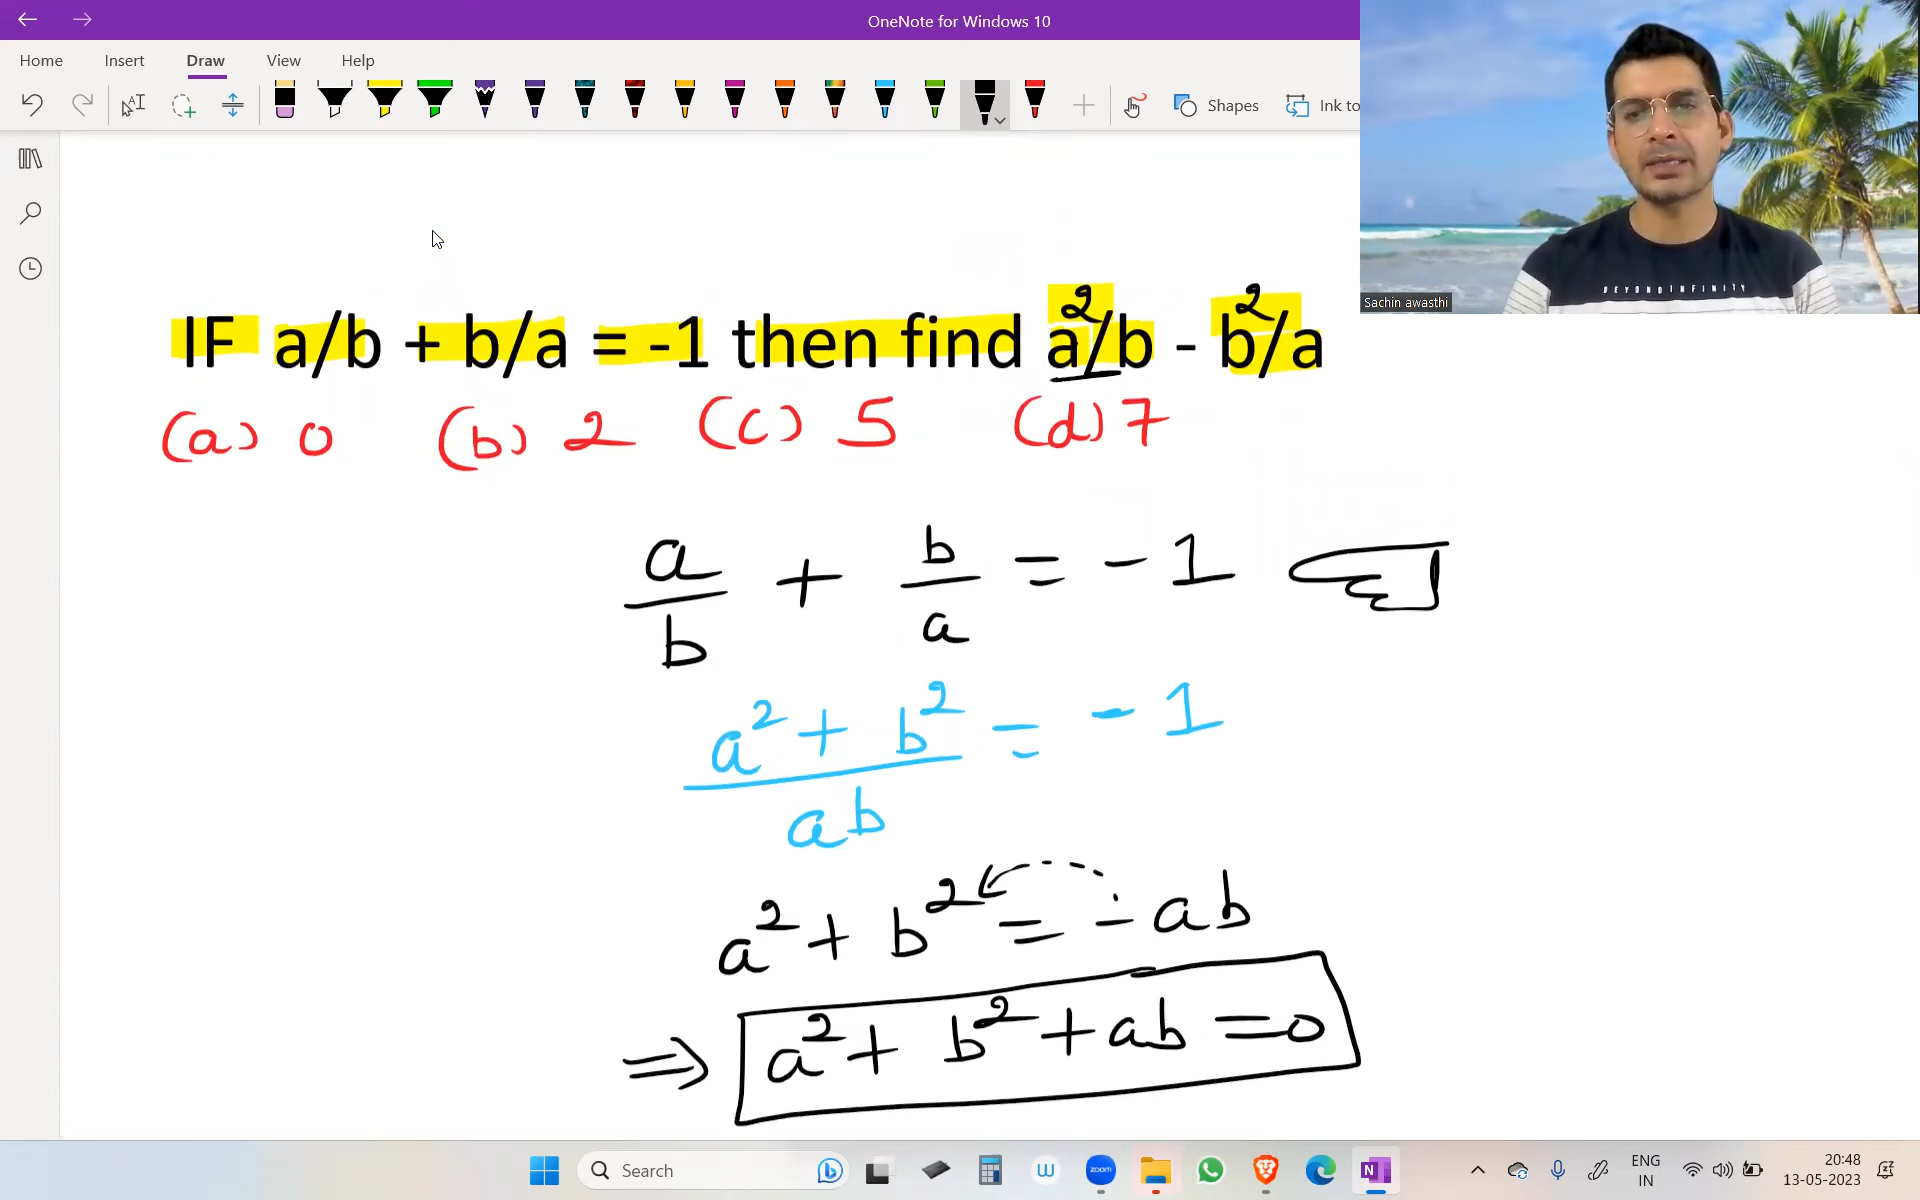 OneNote for Windows 10
Home Insert Draw View Help
Shapes Ink to
BEYONDINFINITY
Sachin awasthi
IF a/b + b/a = -1 then find a²/b - b²/a
(a) 0 (b) 2 (c) 5 (d) 7
a/b + b/a = -1
a² + b²/ab = -1
a² + b² = -ab
⇒ a² + b² + ab = 0
Search
zoom
N
ENG
IN
20:48
13-05-2023